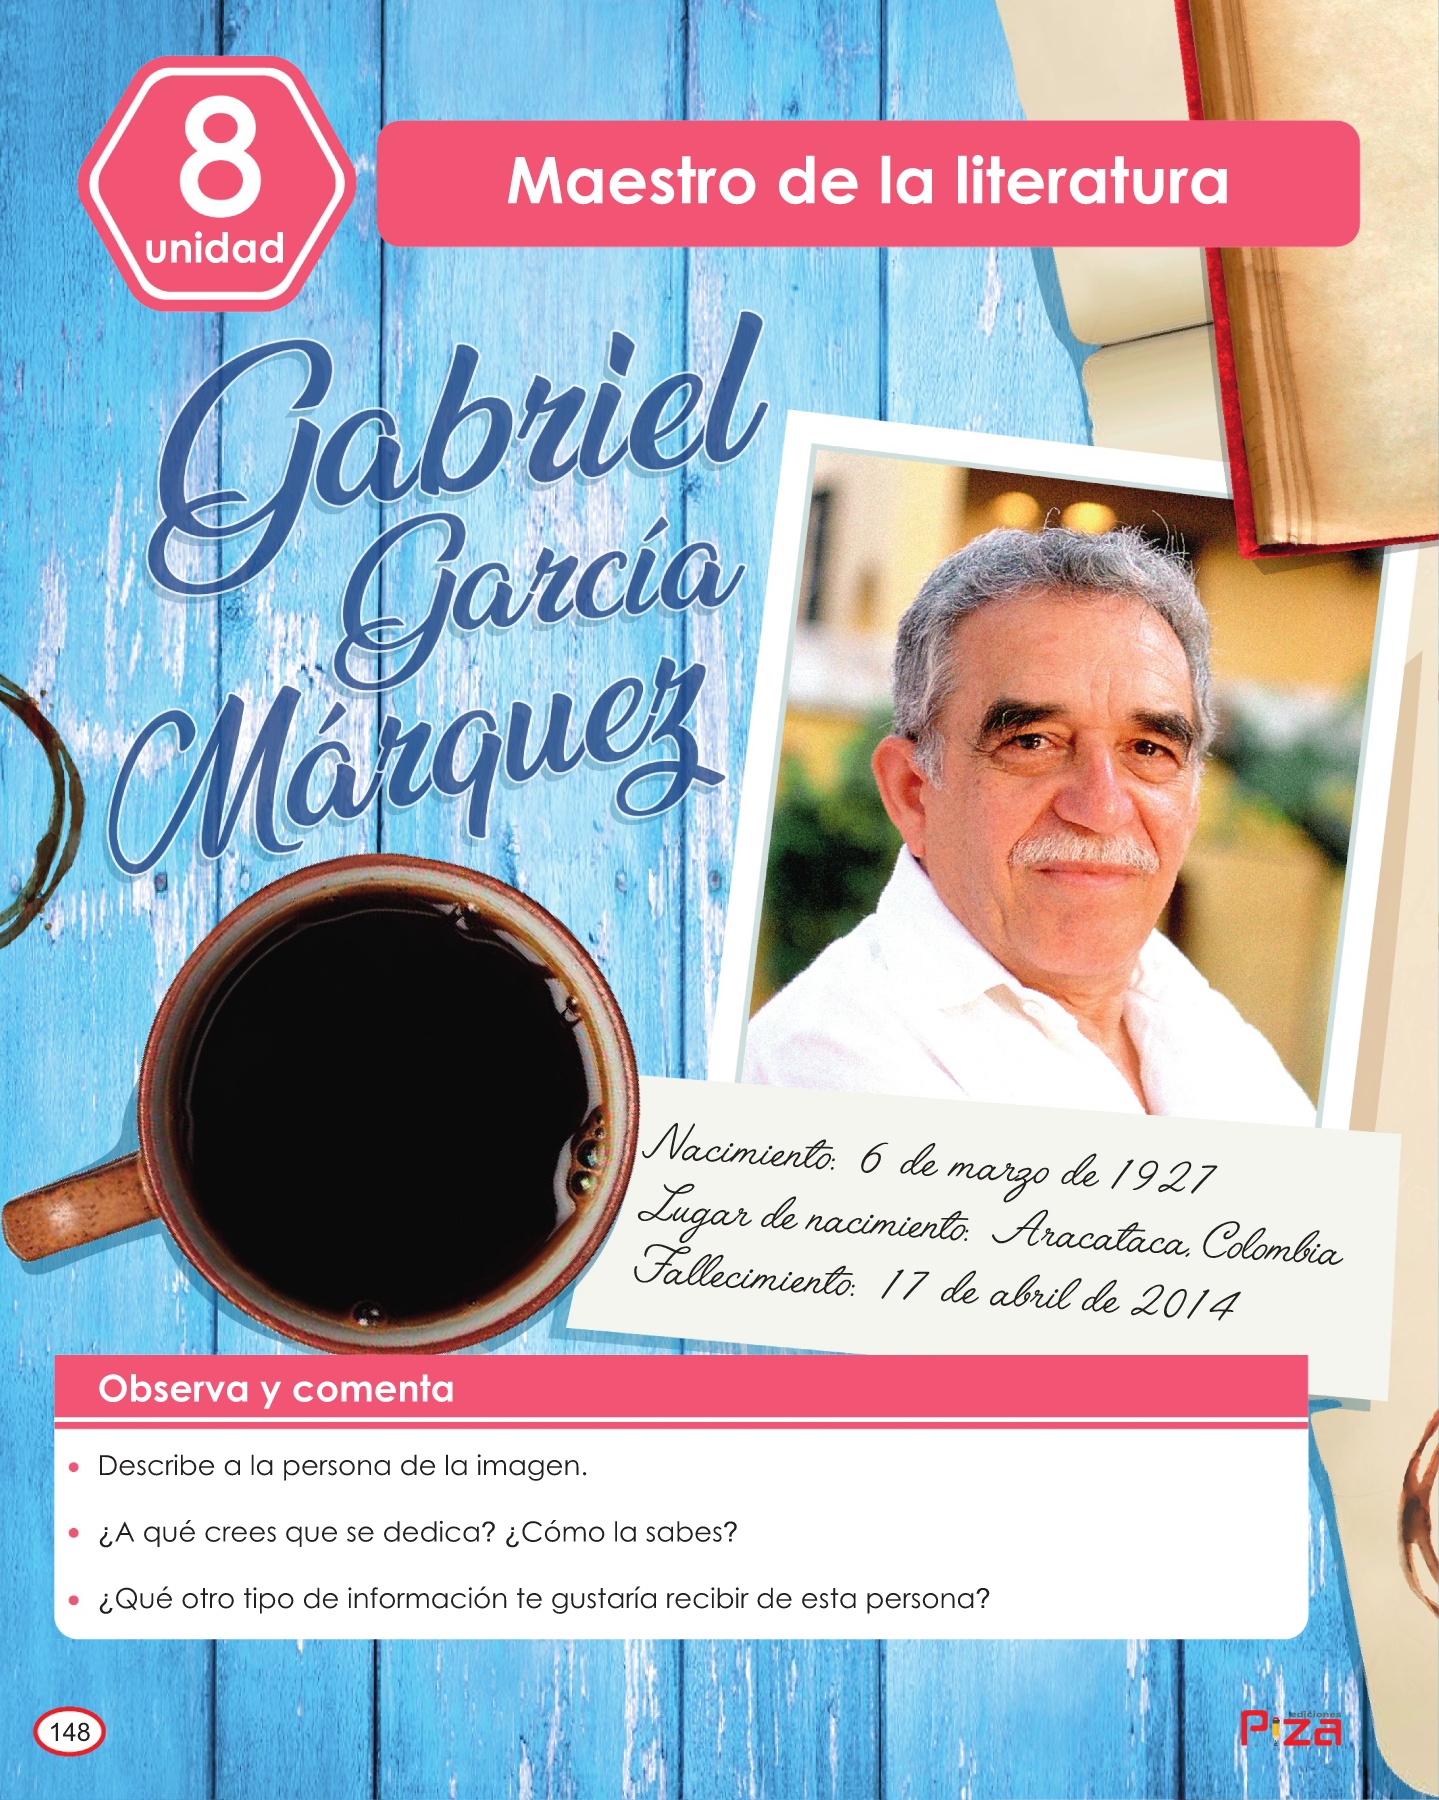 8
unidad
Maestro de la literatura
Gabriel
García
Márquez
Nacimiento: 6 de marzo de 1927
Lugar de nacimiento: Aracataca, Colombia
Fallecimiento: 17 de abril de 2014
Observa y comenta
• Describe a la persona de la imagen.
• ¿A qué crees que se dedica? ¿Cómo la sabes?
• ¿Qué otro tipo de información te gustaría recibir de esta persona?
148
ediciones
Piza